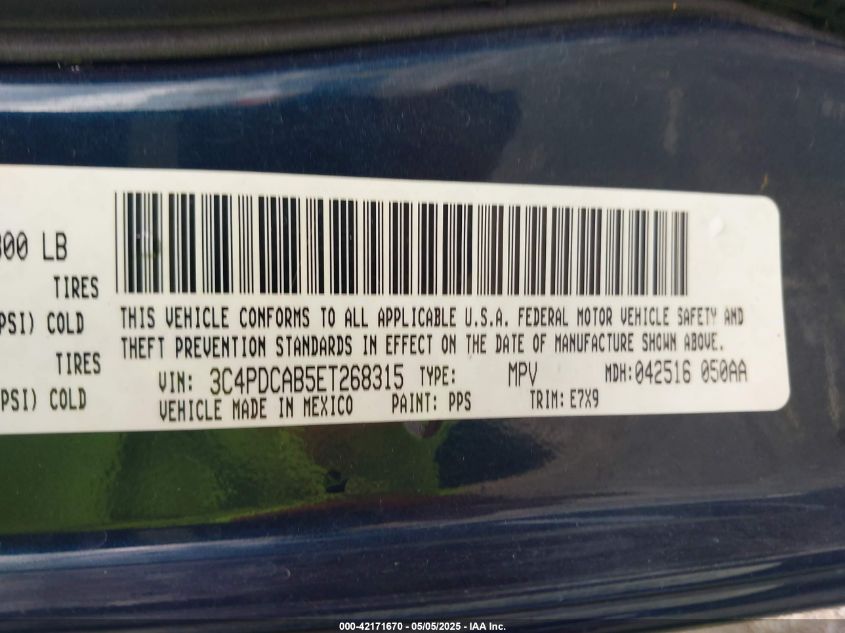 300 LB
TIRES
PSI) COLD
TIRES
PSI) COLD
THIS VEHICLE CONFORMS TO ALL APPLICABLE U.S.A. FEDERAL MOTOR VEHICLE SAFETY AND
THEFT PREVENTION STANDARDS IN EFFECT ON THE DATE OF MANUFACTURE SHOWN ABOVE.
VIN: 3C4PDCAB5ET268315 TYPE: MPV MDH: 042516 050AA
VEHICLE MADE IN MEXICO PAINT: PPS TRIM: E7X9
000-42171670 - 05/05/2025 - IAA Inc.